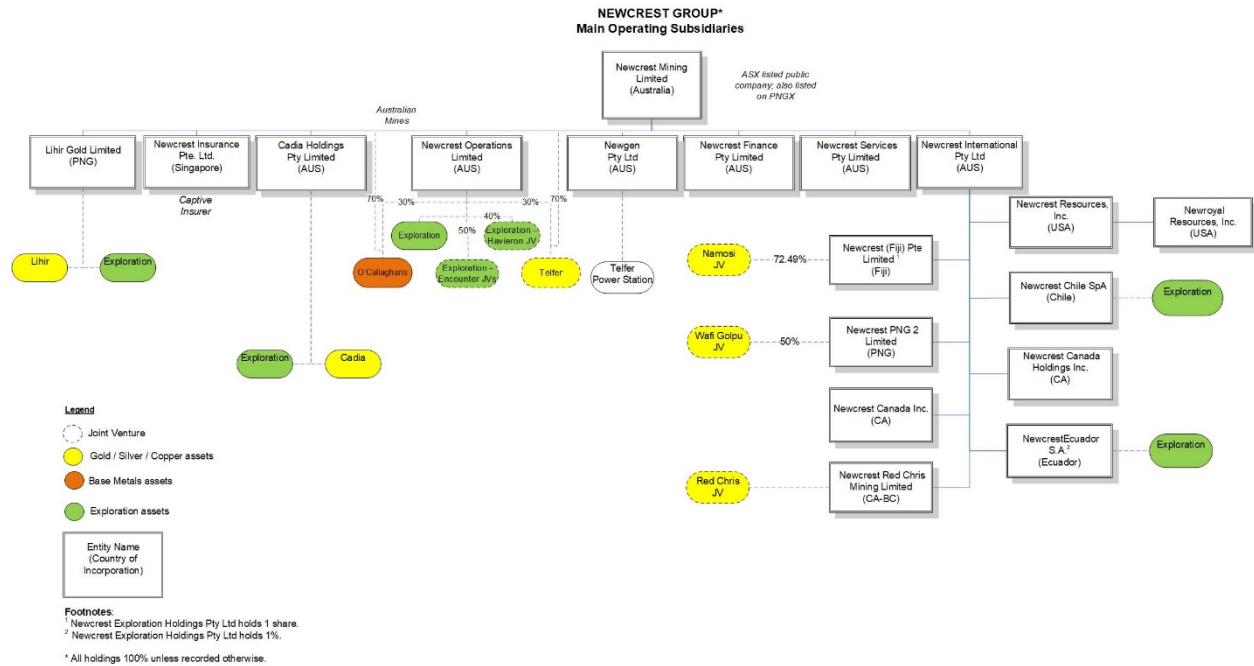 NEWCREST GROUP*
Main Operating Subsidiaries
Newcrest Mining
Limited
(Australia)
ASX listed public
company; also listed
on PNGX
Australian
Mines
Lihir Gold Limited
(PNG)
Newcrest Insurance
Pte. Ltd.
(Singapore)
Captive
Insurer
Cadia Holdings
Pty Limited
(AUS)
Newcrest Operations
Limited
(AUS)
Newgen
Pty Ltd
(AUS)
Newcrest Finance
Pty Limited
(AUS)
Newcrest Services
Pty Limited
(AUS)
Newcrest International
Pty Ltd
(AUS)
70%
30%
30%
70%
40%
50%
Exploration
Exploration –
Havieron JV
Lihir
Exploration
O'Callaghans
Exploration -
Encounter JVs
Telfer
Telfer
Power Station
Exploration
Cadia
Newcrest Resources,
Inc.
(USA)
Newroyal
Resources, Inc.
(USA)
Namosi
JV
72.49%
Newcrest (Fiji) Pte
Limited 1
(Fiji)
Newcrest Chile SpA
(Chile)
Exploration
Wafi Golpu
JV
50%
Newcrest PNG 2
Limited
(PNG)
Newcrest Canada
Holdings Inc.
(CA)
Newcrest Canada Inc.
(CA)
NewcrestEcuador
S.A.2
(Ecuador)
Exploration
Red Chris
JV
Newcrest Red Chris
Mining Limited
(CA-BC)
Legend
Joint Venture
Gold / Silver / Copper assets
Base Metals assets
Exploration assets
Entity Name
(Country of
Incorporation)
Footnotes:
1 Newcrest Exploration Holdings Pty Ltd holds 1 share.
2 Newcrest Exploration Holdings Pty Ltd holds 1%.
* All holdings 100% unless recorded otherwise.